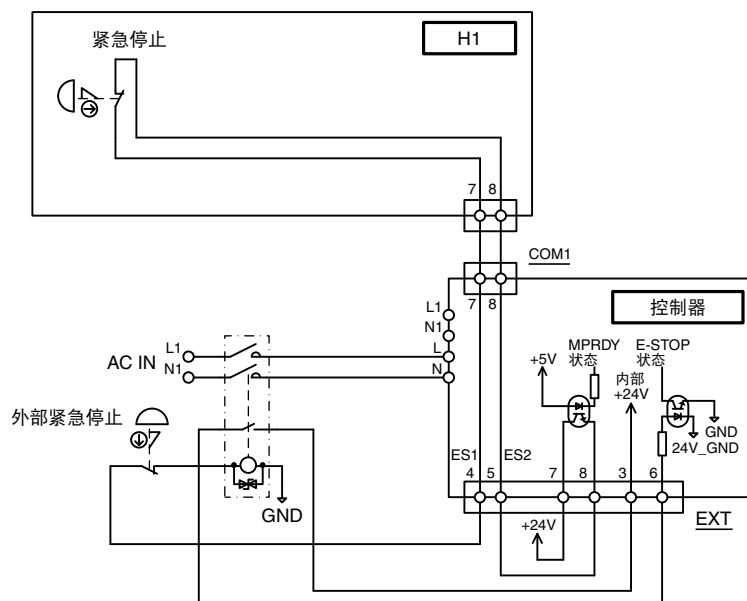 紧急停止
H1
7 8
COM1
7 8
控制器
L1
N1
L
N
AC IN
L1
N1
MPRDY
状态
E-STOP
状态
+5V
内部
+24V
GND
24V_GND
外部紧急停止
ES1
ES2
4 5 7 8 3 6
GND
+24V
EXT